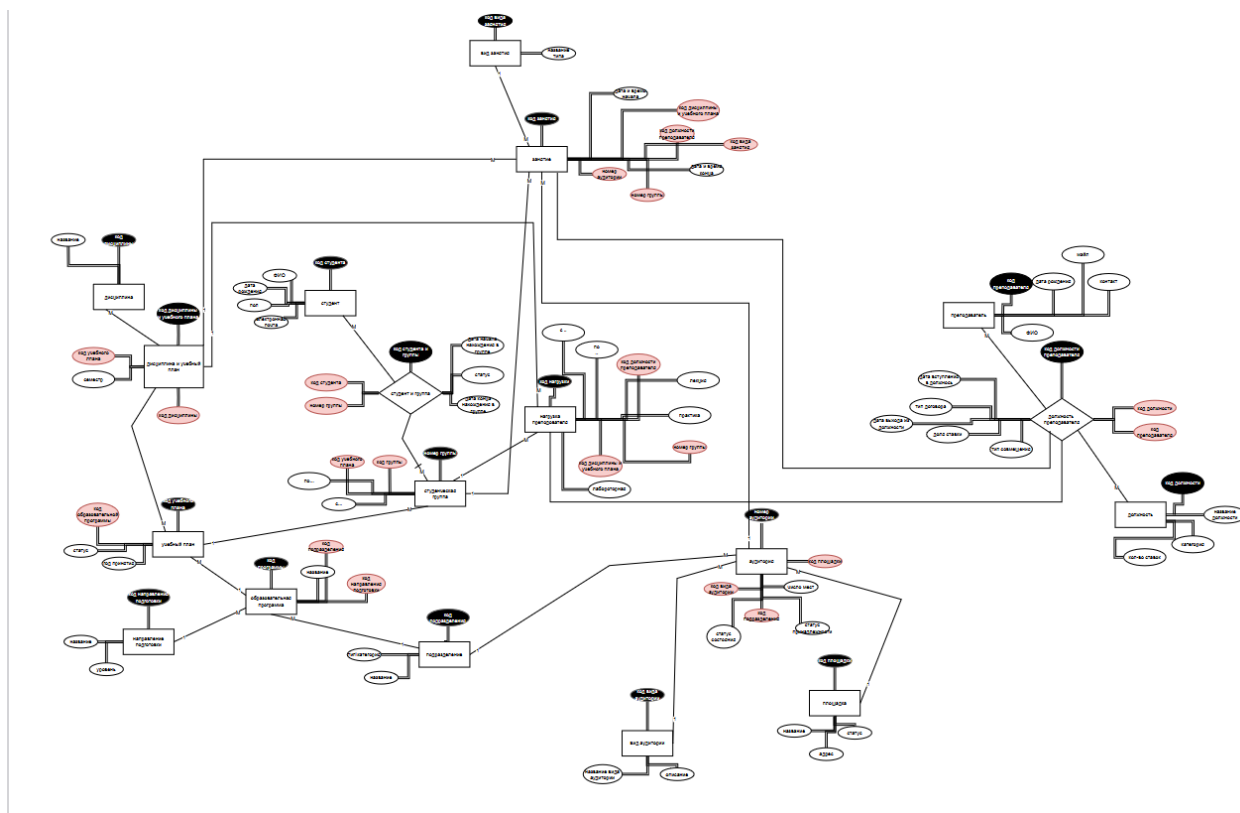 код вида
занятия
вид занятия
название
типа
дата и время
начала
код дисциплины
и учебного плана
код занятия
код должности
преподавателя
код вида
занятия
занятие
номер
аудитории
дата и время
конца
номер группы
название
код
дисциплина
код студента
ФИО
дата
рождения
пол
электронная
почта
студент
код дисциплины
и учебного плана
дисциплина и учебный
план
код учебного
плана
семестр
код дисциплины
код студента и
группы
дата начала
нахождения в
группе
статус
дата конца
нахождения в
группе
код студента
номер группы
студент и группа
код нагрузки
по
код должности
преподавателя
лекция
практика
нагрузка
преподавателя
код дисциплины и
учебного плана
номер группы
лабораторная
майл
код
преподавателя
дата рождения
контакт
преподаватель
ФИО
код должности
преподавателя
дата вступления
в должность
тип договора
дата выхода из
должности
доля ставки
тип совмещения
должность
преподавателя
код должности
код
преподавателя
код должности
должность
название
должности
кол-во ставок
категория
код учебного
плана
код группы
номер группы
по...
студенческая
группа
код
образовательной
программы
статус
год принятия
учебный план
код подразделения
название
код
направления
подготовки
образовательная
программа
код направления
подготовки
название
уровень
направление
подготовки
код
подразделения
тип/категория
название
подразделение
номер
аудитории
аудитория
код площадки
код вида
аудитории
число мест
код
подразделения
статус
состояния
статус
код площадки
площадка
название
статус
адрес
код вида
аудитории
вид аудитории
название вида
аудитории
описание